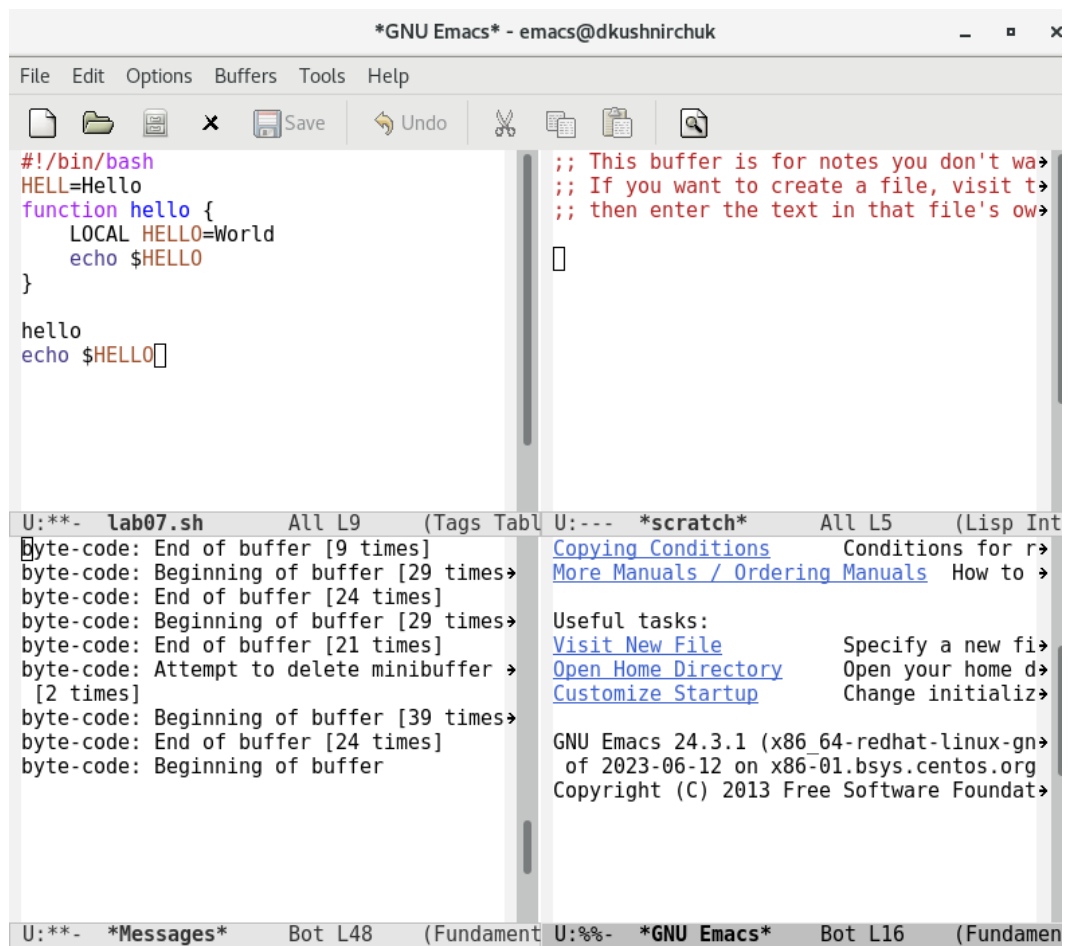 *GNU Emacs* - emacs@dkushnirchuk
File Edit Options Buffers Tools Help
Save Undo
#!/bin/bash
HELL=Hello
function hello {
    LOCAL HELLO=World
    echo $HELLO
}
hello
echo $HELLO
U:**-  lab07.sh       All L9     (Tags Tabl
;; This buffer is for notes you don't wa
;; If you want to create a file, visit t
;; then enter the text in that file's ow
U:---  *scratch*      All L5     (Lisp Int
byte-code: End of buffer [9 times]
byte-code: Beginning of buffer [29 times
byte-code: End of buffer [24 times]
byte-code: Beginning of buffer [29 times
byte-code: End of buffer [21 times]
byte-code: Attempt to delete minibuffer
 [2 times]
byte-code: Beginning of buffer [39 times
byte-code: End of buffer [24 times]
byte-code: Beginning of buffer
U:**-  *Messages*     Bot L48    (Fundament
Copying Conditions      Conditions for r
More Manuals / Ordering Manuals  How to
Useful tasks:
Visit New File          Specify a new fi
Open Home Directory     Open your home d
Customize Startup       Change initializ
GNU Emacs 24.3.1 (x86_64-redhat-linux-gn
 of 2023-06-12 on x86-01.bsys.centos.org
Copyright (C) 2013 Free Software Foundat
U:%%-  *GNU Emacs*    Bot L16    (Fundamen